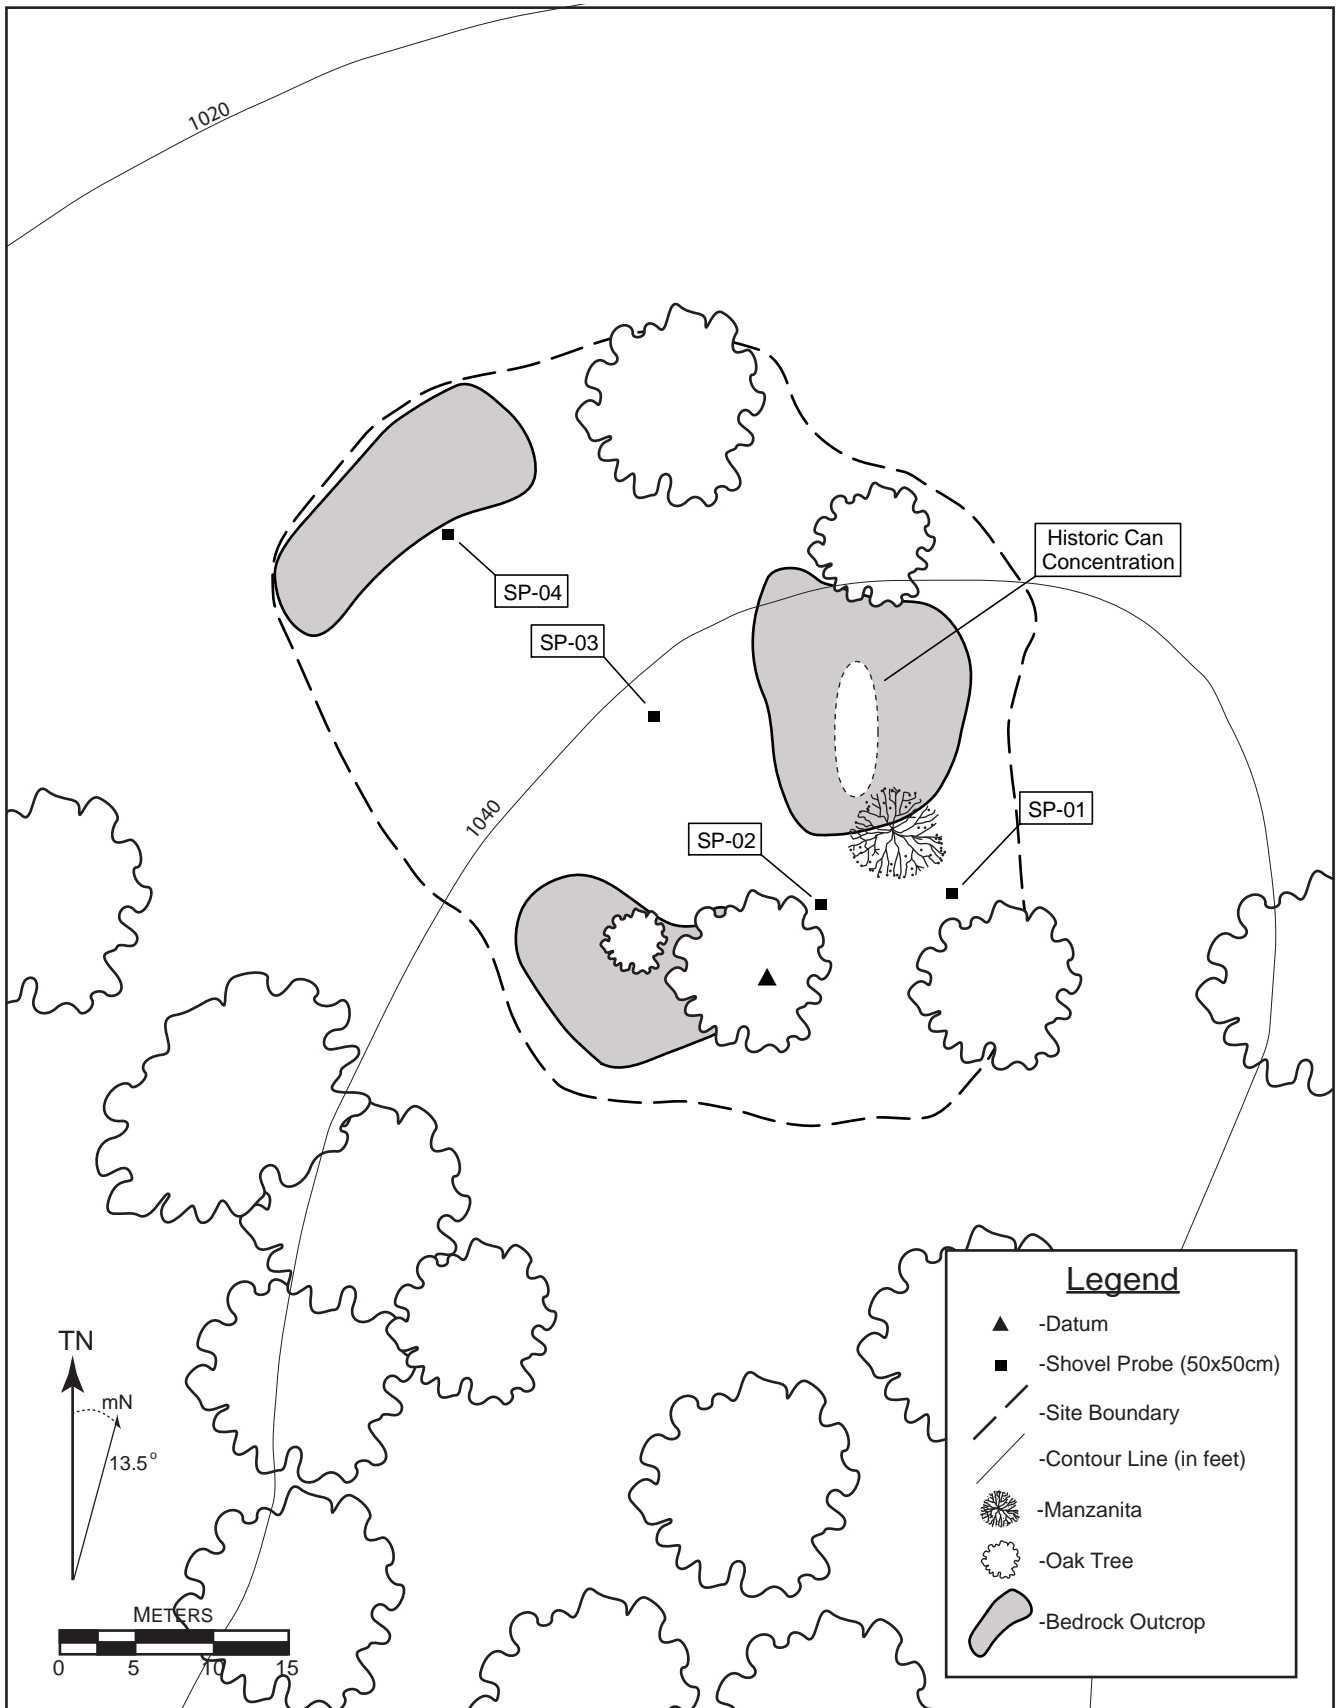 1020
Historic Can
Concentration
SP-04
SP-03
1040
SP-01
SP-02
Legend
-Datum
-Shovel Probe (50x50cm)
-Site Boundary
-Contour Line (in feet)
-Manzanita
-Oak Tree
-Bedrock Outcrop
TN
mN
13.5°
METERS
0 5 10 15